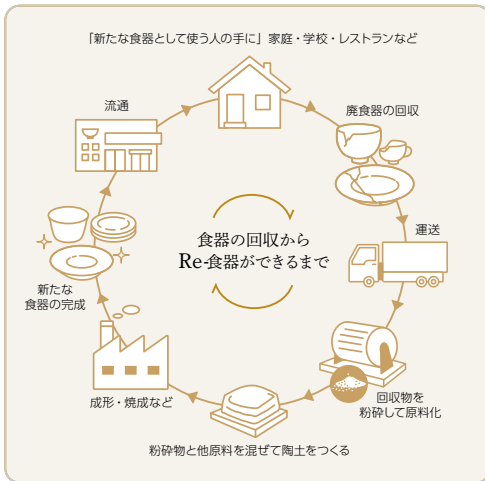 「新たな食器として使う人の手に」家庭・学校・レストランなど
流通
廃食器の回収
食器の回収から
Re-食器ができるまで
運送
新たな
食器の完成
回収物を
粉砕して原料化
成形・焼成など
粉砕物と他原料を混ぜて陶土をつくる